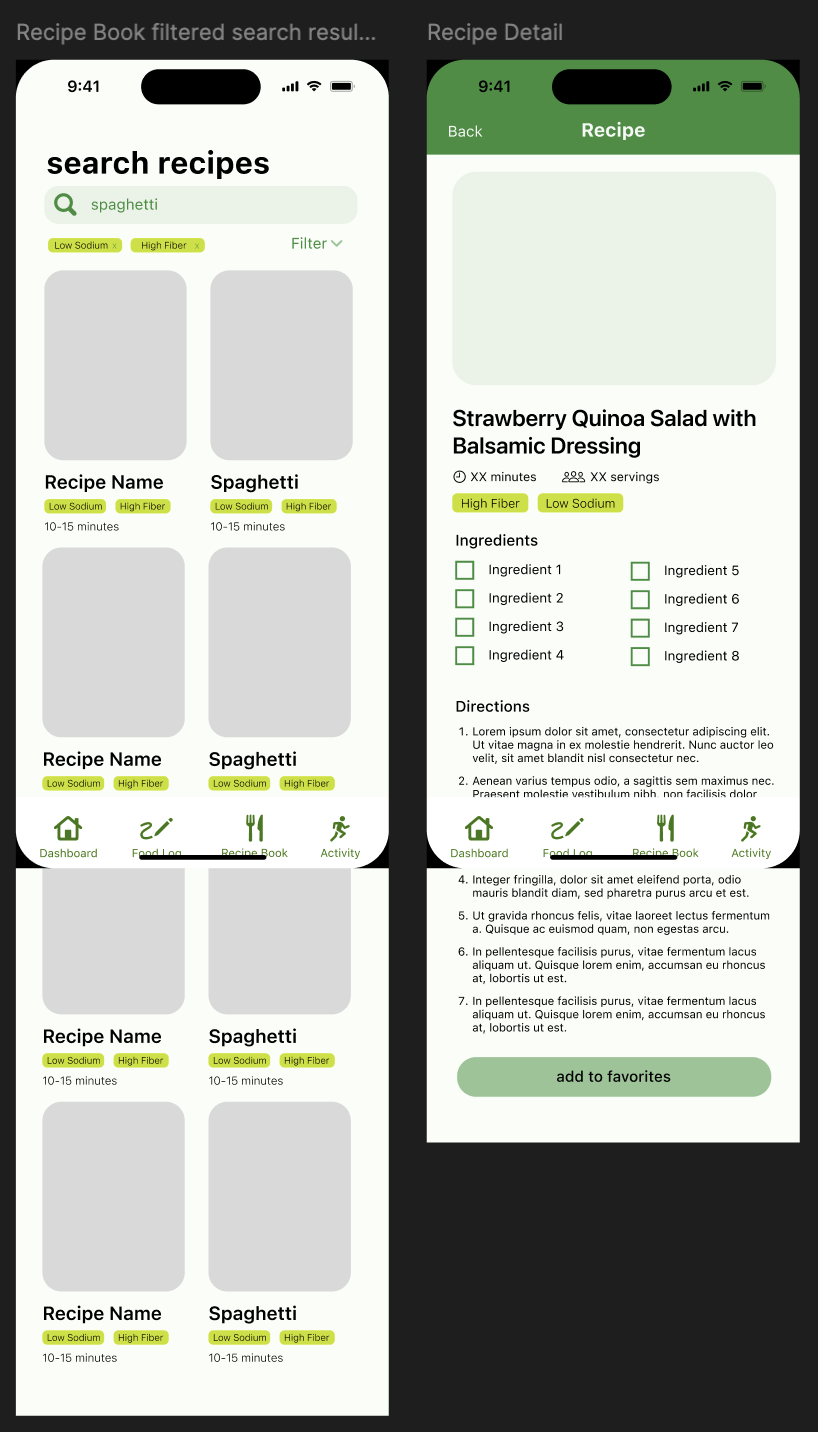 Recipe Book filtered search resul...
9:41
search recipes
spaghetti
Low Sodium x High Fiber x Filter
Recipe Name Spaghetti
Low Sodium High Fiber Low Sodium High Fiber
10-15 minutes 10-15 minutes
Recipe Name Spaghetti
Low Sodium High Fiber Low Sodium High Fiber
Dashboard Food Log Recipe Book Activity
Recipe Name Spaghetti
Low Sodium High Fiber Low Sodium High Fiber
10-15 minutes 10-15 minutes
Recipe Name Spaghetti
Low Sodium High Fiber Low Sodium High Fiber
10-15 minutes 10-15 minutes
Recipe Detail
9:41
Back Recipe
Strawberry Quinoa Salad with
Balsamic Dressing
XX minutes XX servings
High Fiber Low Sodium
Ingredients
Ingredient 1 Ingredient 5
Ingredient 2 Ingredient 6
Ingredient 3 Ingredient 7
Ingredient 4 Ingredient 8
Directions
1. Lorem ipsum dolor sit amet, consectetur adipiscing elit.
Ut vitae magna in ex molestie hendrerit. Nunc auctor leo
velit, sit amet blandit nisl consectetur nec.
2. Aenean varius tempus odio, a sagittis sem maximus nec.
Praesent molestie vestibulum nibh, non facilisis dolor
Dashboard Food Log Recipe Book Activity
4. Integer fringilla, dolor sit amet eleifend porta, odio
mauris blandit diam, sed pharetra purus arcu et est.
5. Ut gravida rhoncus felis, vitae laoreet lectus fermentum
a. Quisque ac euismod quam, non egestas arcu.
6. In pellentesque facilisis purus, vitae fermentum lacus
aliquam ut. Quisque lorem enim, accumsan eu rhoncus
at, lobortis ut est.
7. In pellentesque facilisis purus, vitae fermentum lacus
aliquam ut. Quisque lorem enim, accumsan eu rhoncus
at, lobortis ut est.
add to favorites